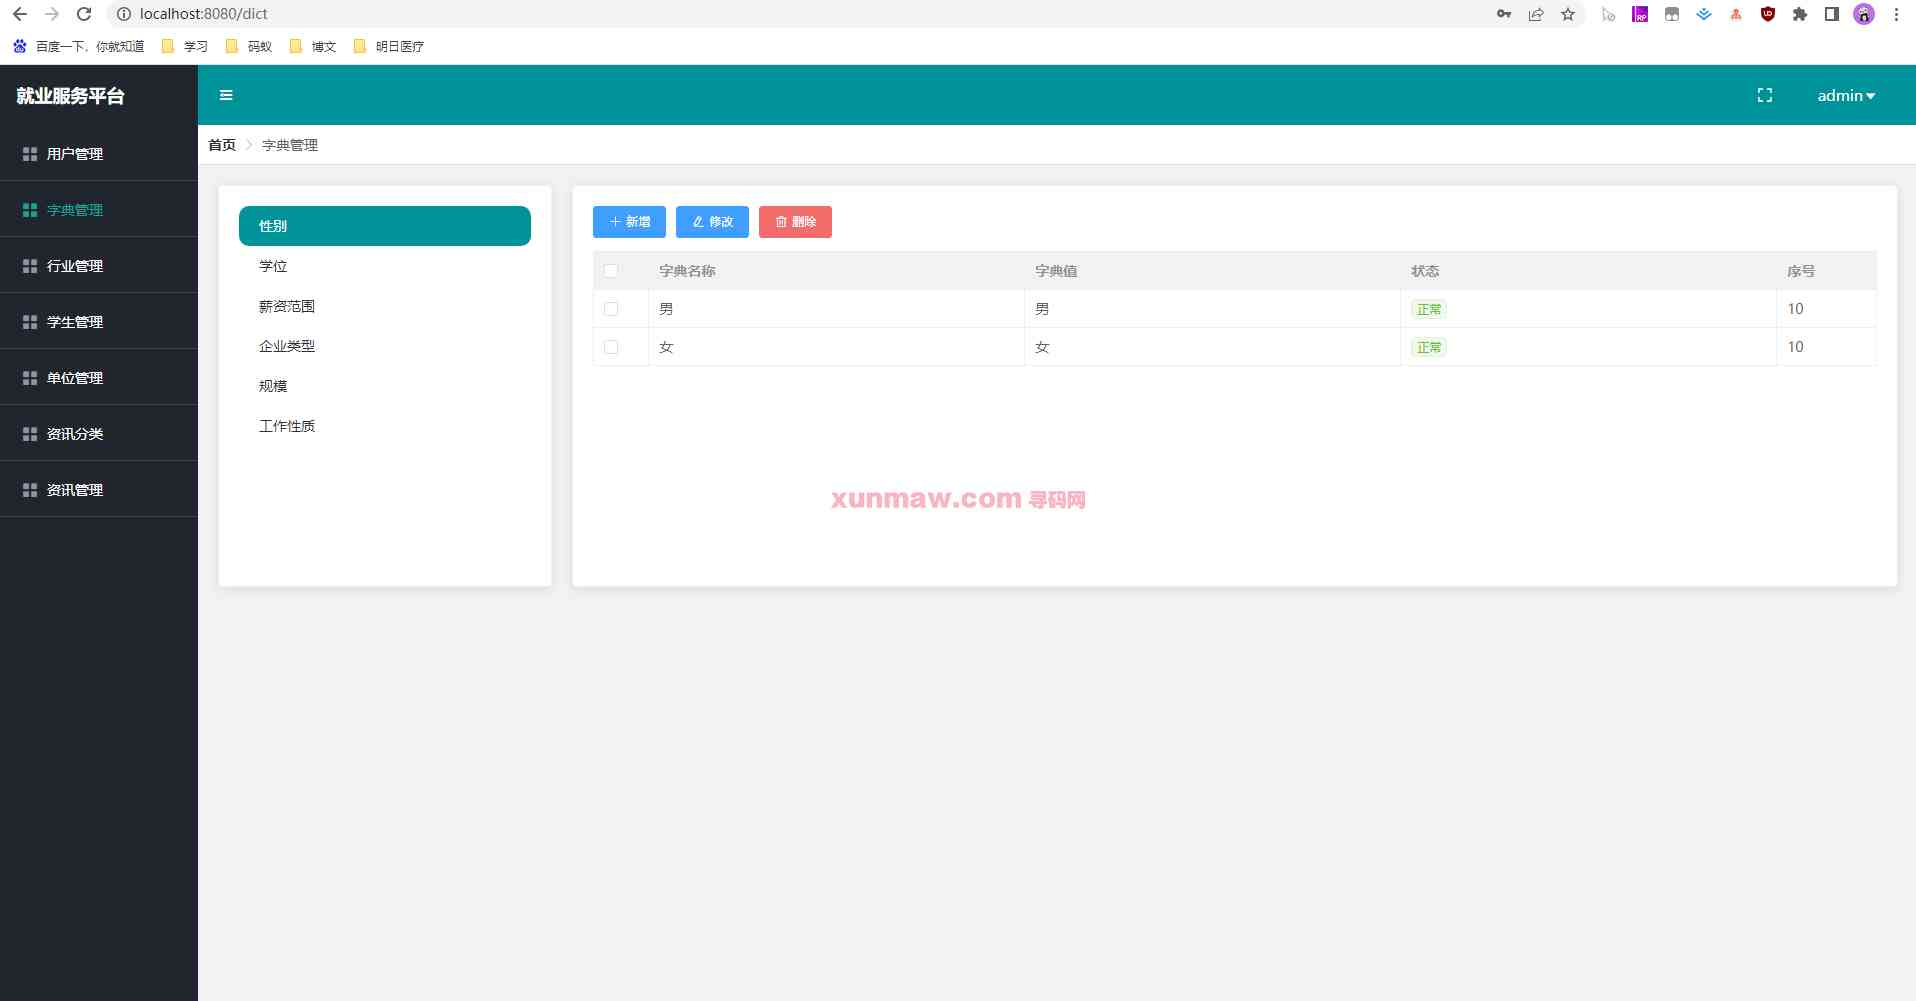 localhost:8080/dict
百度一下，你就知道 学习 码蚁 博文 明日医疗
就业服务平台
admin
用户管理
字典管理
行业管理
学生管理
单位管理
资讯分类
资讯管理
首页 > 字典管理
性别
学位
薪资范围
企业类型
规模
工作性质
新增 修改 删除
字典名称 字典值 状态 序号
男 男 正常 10
女 女 正常 10
xunmaw.com 寻码网